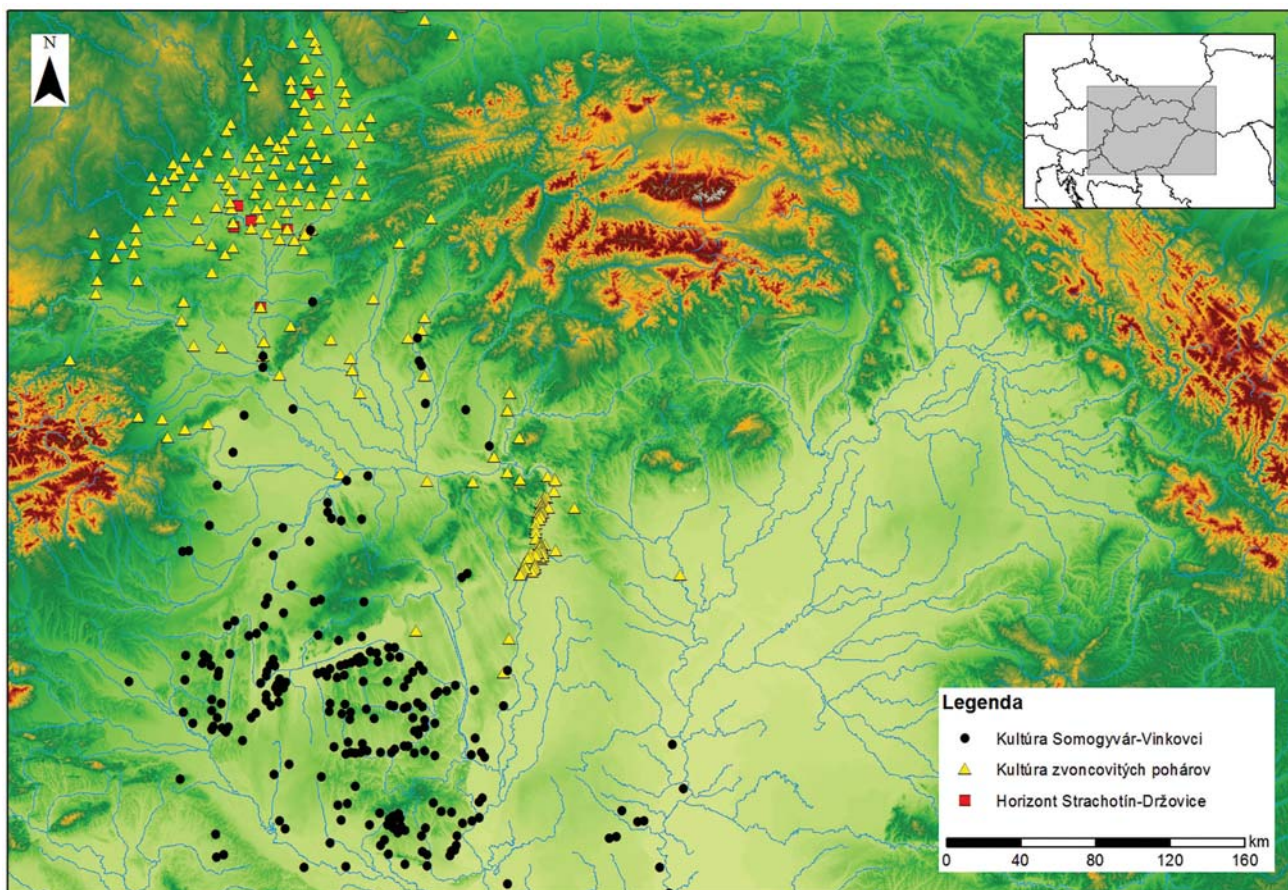 N
Legenda
Kultúra Somogyvár-Vinkovci
Kultúra zvoncovitých pohárov
Horizont Strachotín-Držovice
km
0 40 80 120 160